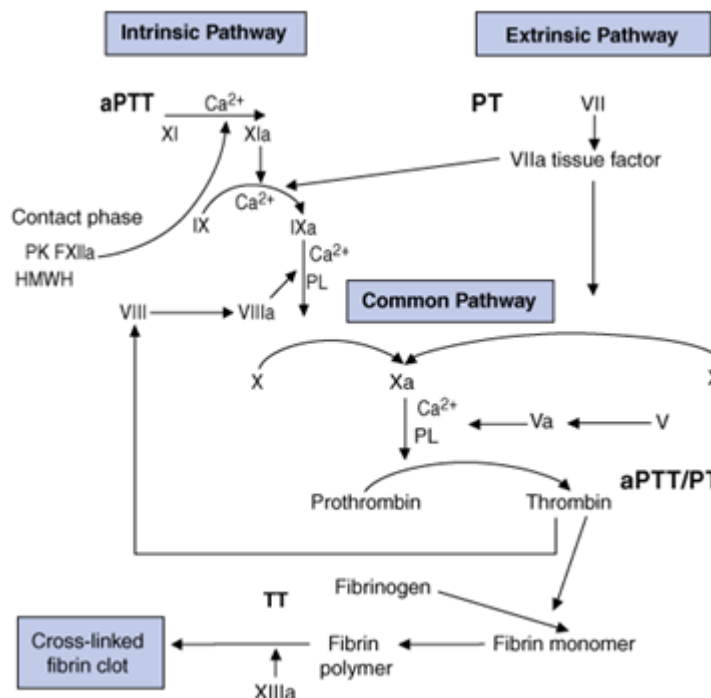 Intrinsic Pathway
Extrinsic Pathway
aPTT
Ca2+
XI
XIa
PT
VII
VIIa tissue factor
Contact phase
PK FXIIa
HMWH
IX
Ca2+
IXa
Ca2+
PL
VIII
VIIIa
Common Pathway
X
Xa
Ca2+
PL
Va
V
Prothrombin
Thrombin
aPTT/PT
TT
Fibrinogen
Cross-linked
fibrin clot
Fibrin
polymer
Fibrin monomer
XIIIa